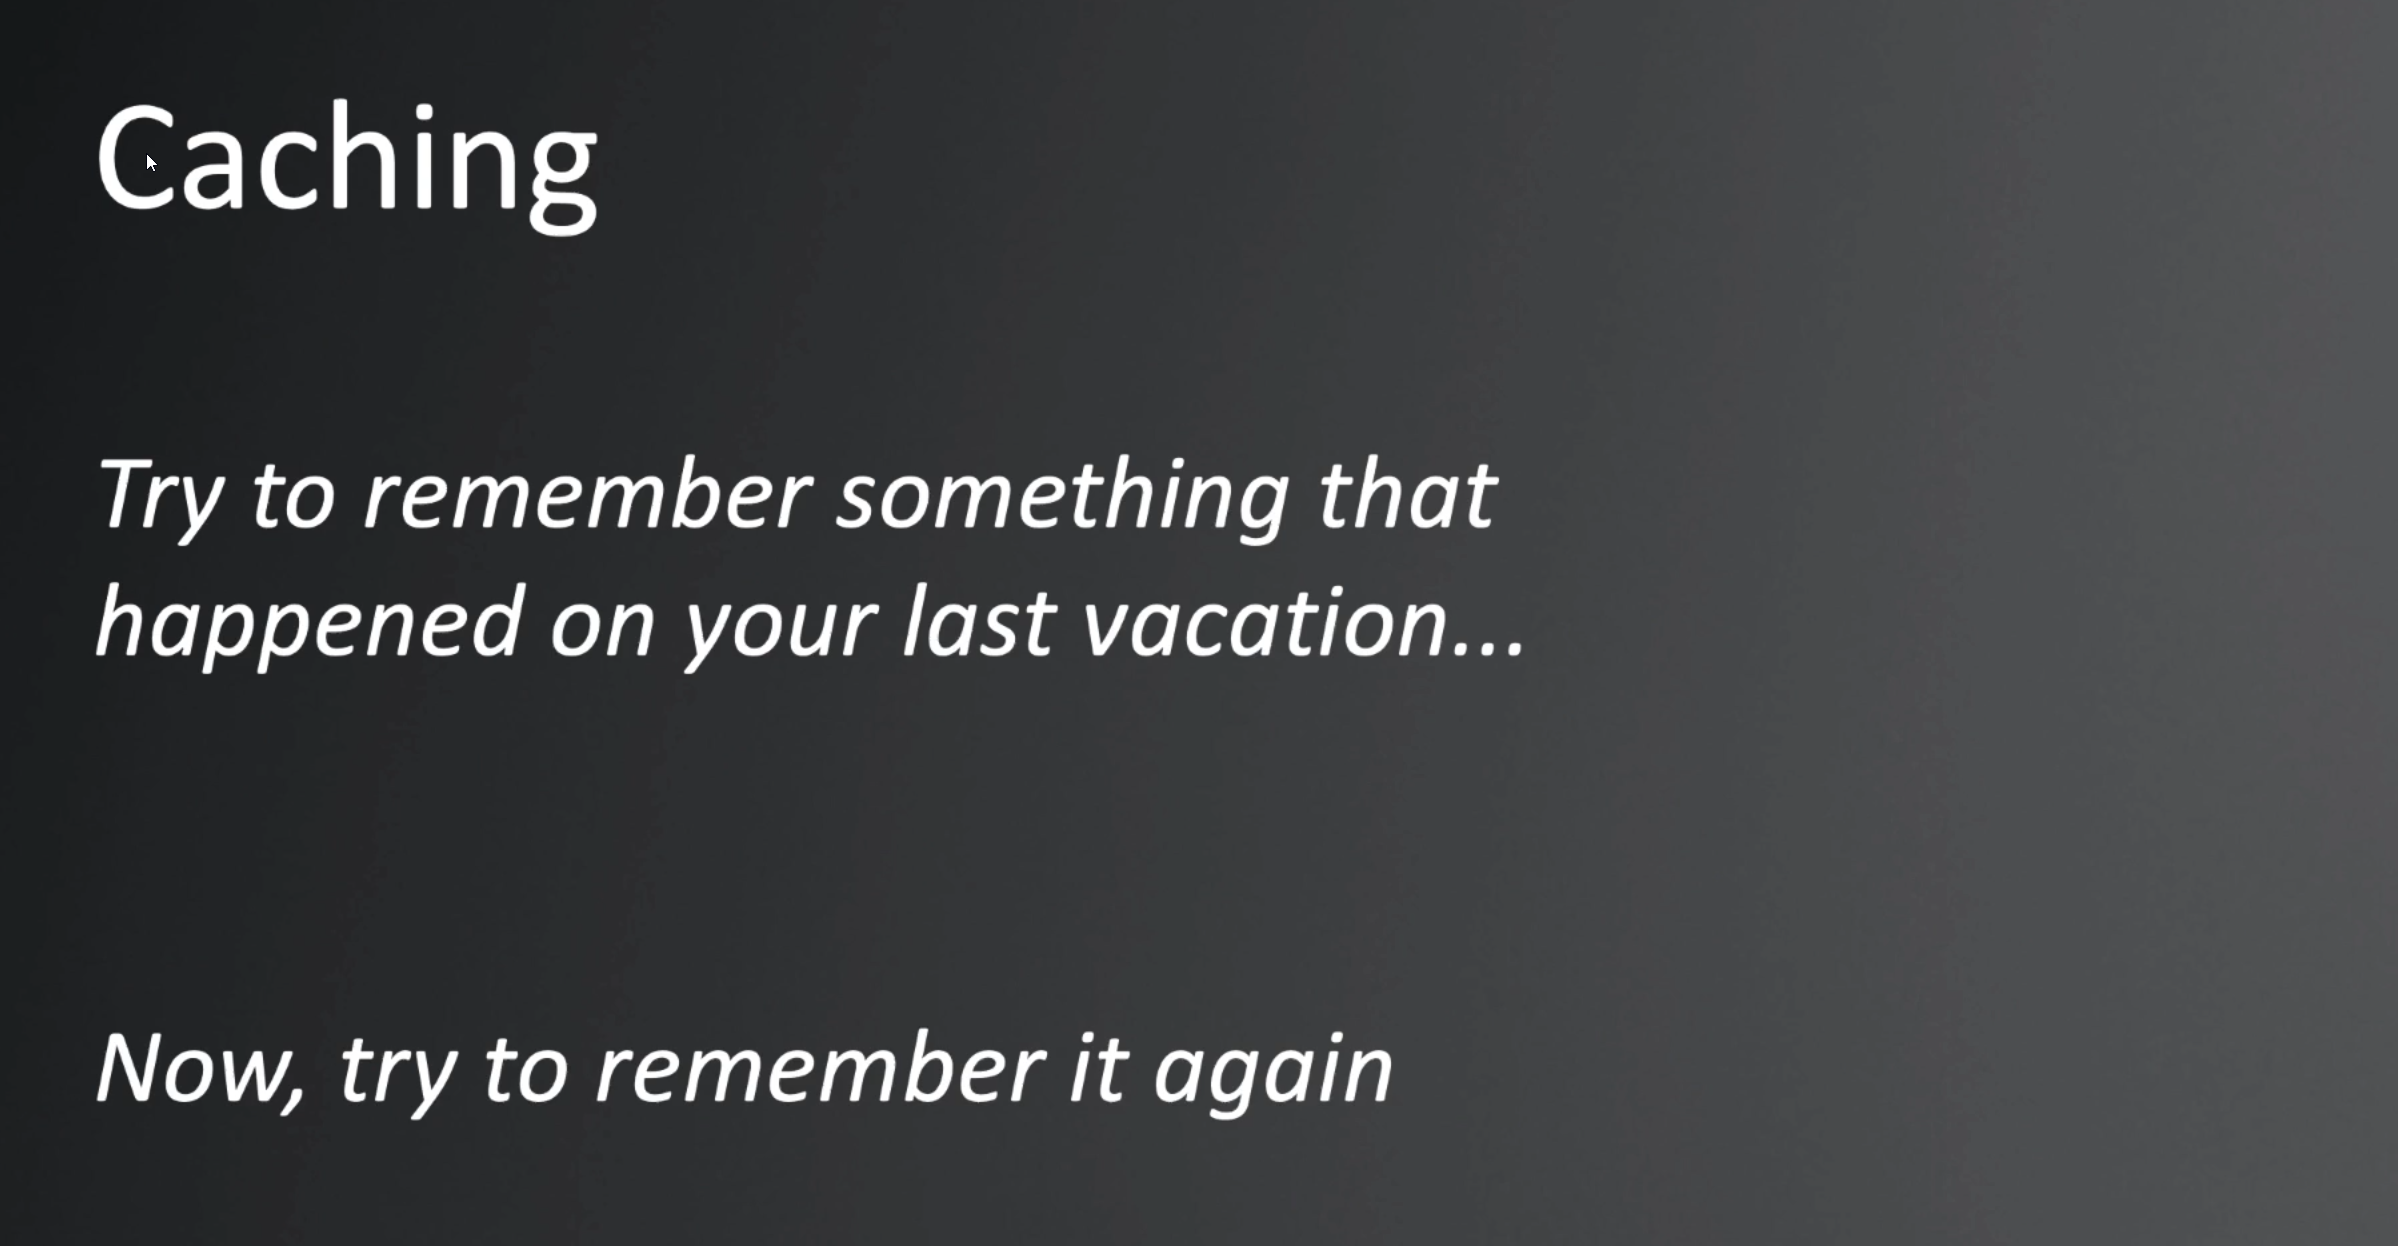 Caching
Try to remember something that
happened on your last vacation...
Now, try to remember it again